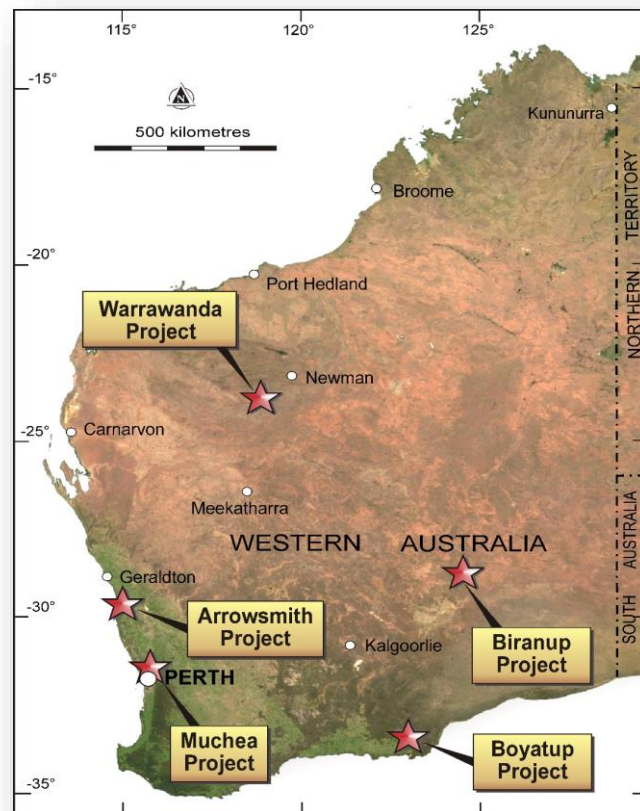 115°
120°
125°
-15°
N
500 kilometres
Kununurra
Broome
NORTHERN TERRITORY
-20°
Port Hedland
Warrawanda
Project
Newman
-25°
Carnarvon
Meekatharra
WESTERN AUSTRALIA
SOUTH AUSTRALIA
Geraldton
-30°
Arrowsmith
Project
Kalgoorlie
Biranup
Project
PERTH
Muchea
Project
Boyatup
Project
-35°